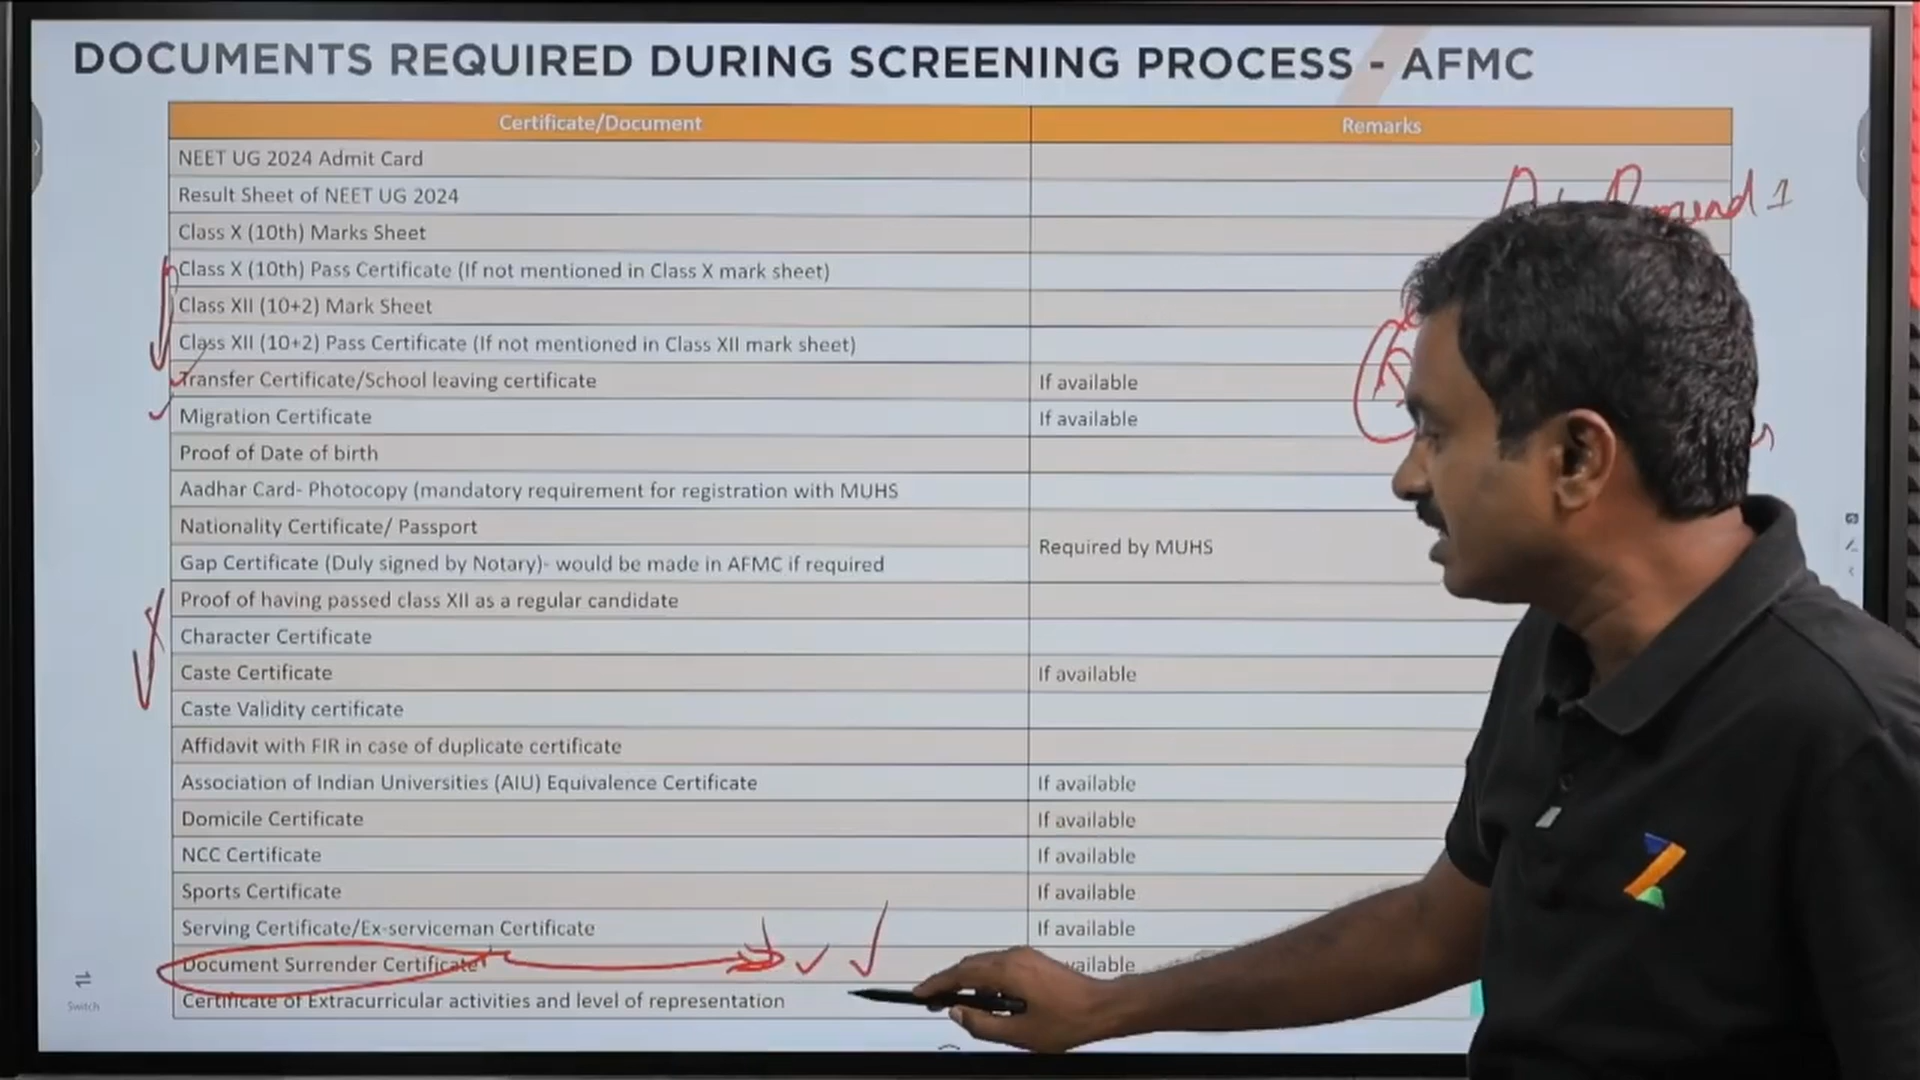 DOCUMENTS REQUIRED DURING SCREENING PROCESS - AFMC
Certificate/Document Remarks
NEET UG 2024 Admit Card
Result Sheet of NEET UG 2024
Class X (10th) Marks Sheet
Class X (10th) Pass Certificate (If not mentioned in Class X mark sheet)
Class XII (10+2) Mark Sheet
Class XII (10+2) Pass Certificate (If not mentioned in Class XII mark sheet)
Transfer Certificate/School leaving certificate If available
Migration Certificate If available
Proof of Date of birth
Aadhar Card- Photocopy (mandatory requirement for registration with MUHS
Nationality Certificate/ Passport
Required by MUHS
Gap Certificate (Duly signed by Notary)- would be made in AFMC if required
Proof of having passed class XII as a regular candidate
Character Certificate
Caste Certificate If available
Caste Validity certificate
Affidavit with FIR in case of duplicate certificate
Association of Indian Universities (AIU) Equivalence Certificate If available
Domicile Certificate If available
NCC Certificate If available
Sports Certificate If available
Serving Certificate/Ex-serviceman Certificate If available
Document Surrender Certificate vailable
Certificate of Extracurricular activities and level of representation
Switch
1